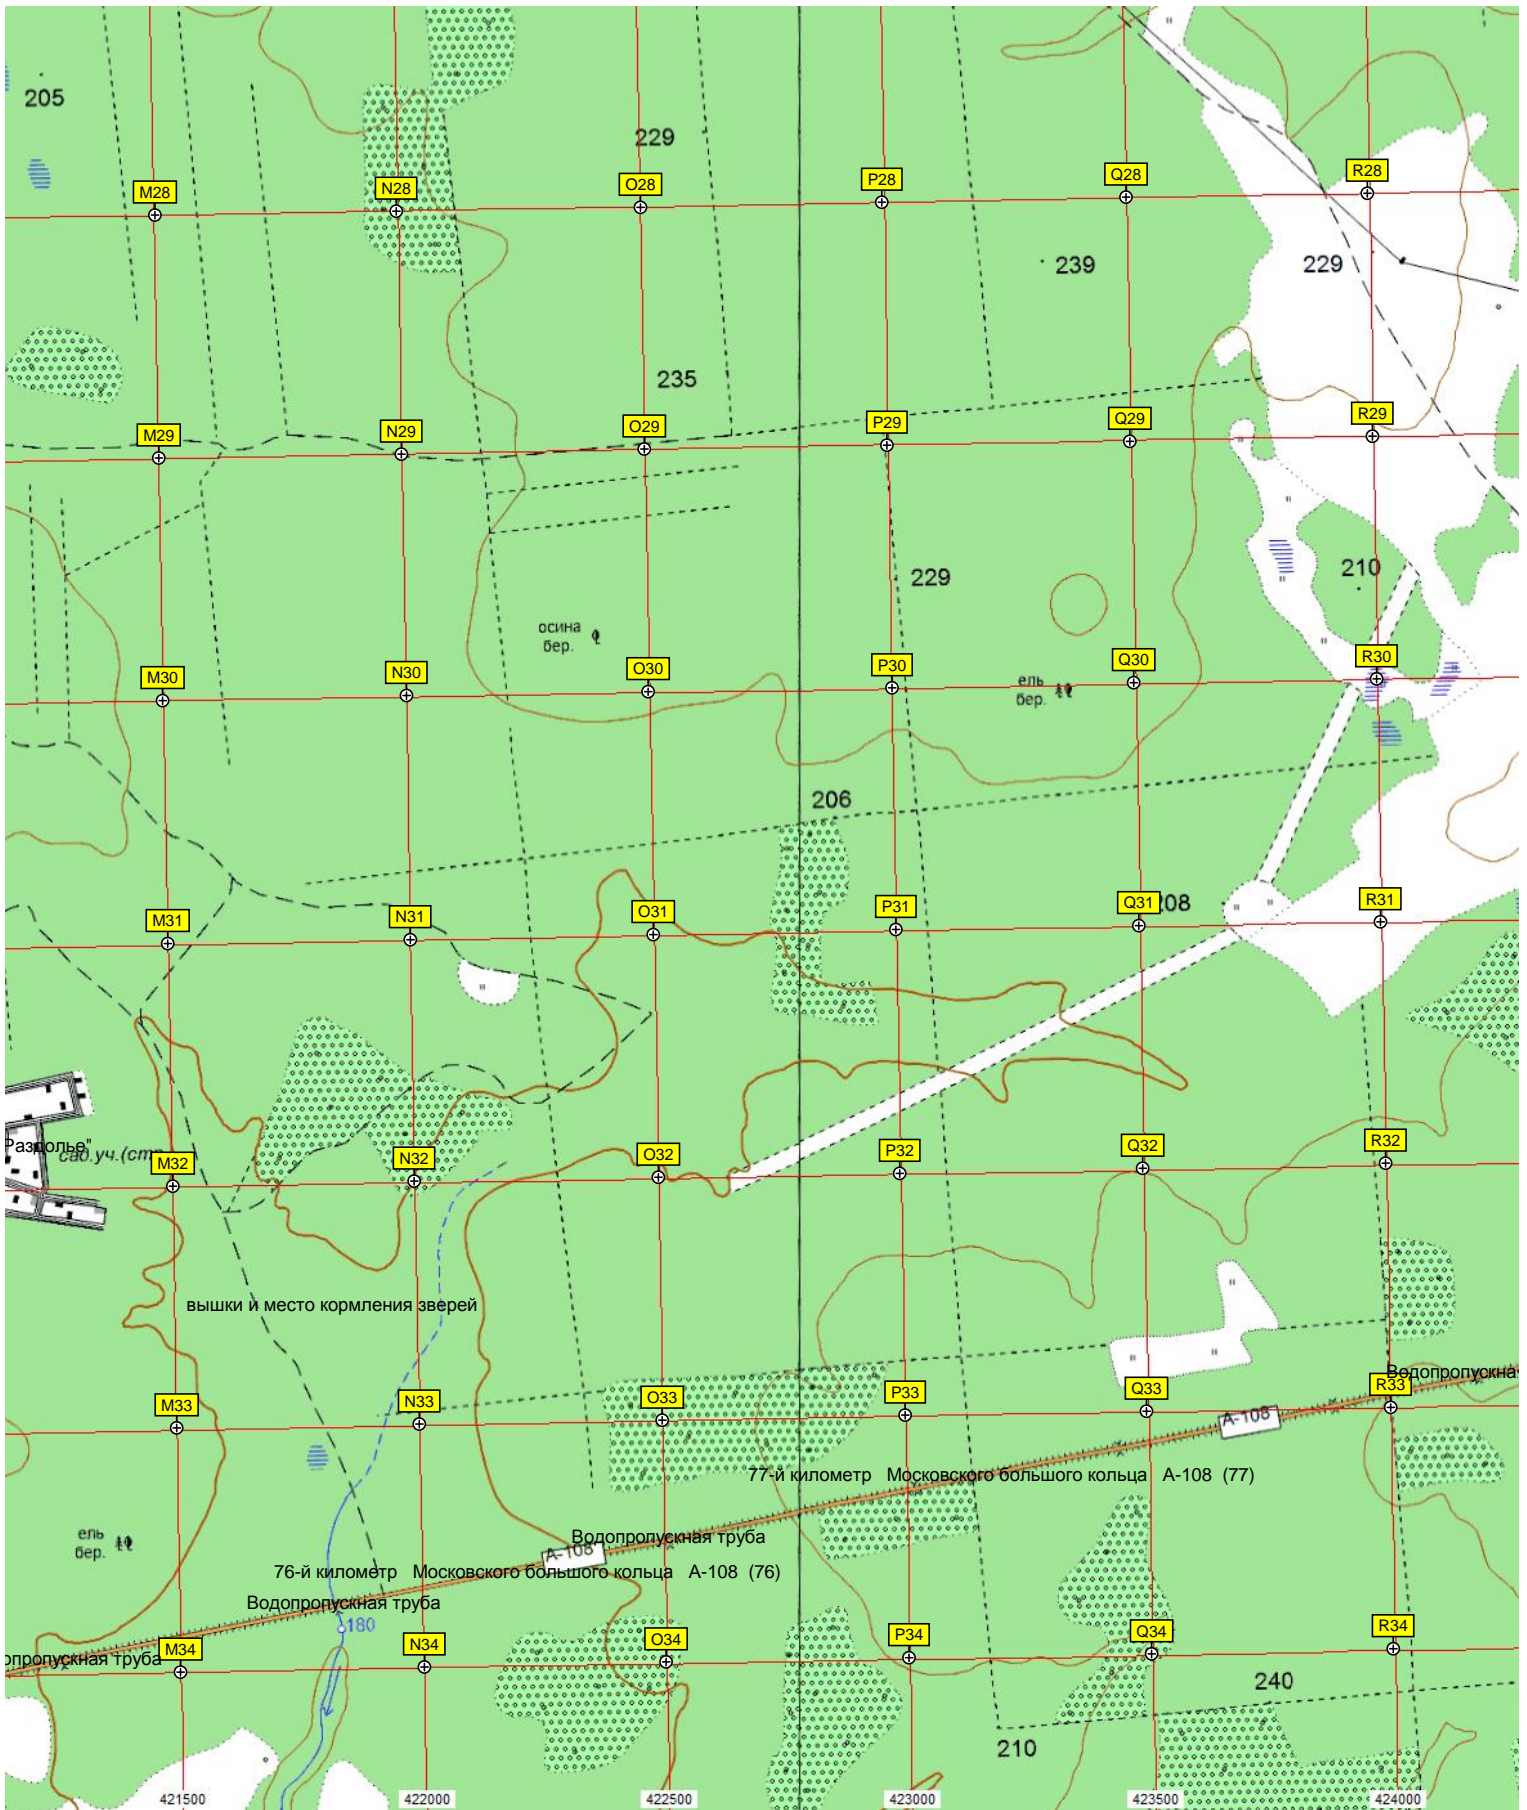 205
229
M28
N28
O28
P28
Q28
R28
239
229
235
M29
N29
O29
P29
Q29
R29
229
210
осина
бер.
M30
N30
O30
P30
Q30
R30
ель
бер.
206
M31
N31
O31
P31
Q31
208
R31
Раздолье"
сад.уч.(стр
M32
N32
O32
P32
Q32
R32
вышки и место кормления зверей
Водопропускная
M33
N33
O33
P33
Q33
R33
А-108
77-й километр Московского большого кольца А-108 (77)
ель
бер.
Водопропускная труба
А-108
76-й километр Московского большого кольца А-108 (76)
Водопропускная труба
180
опропускная труба
M34
N34
O34
P34
Q34
R34
240
210
421500
422000
422500
423000
423500
424000